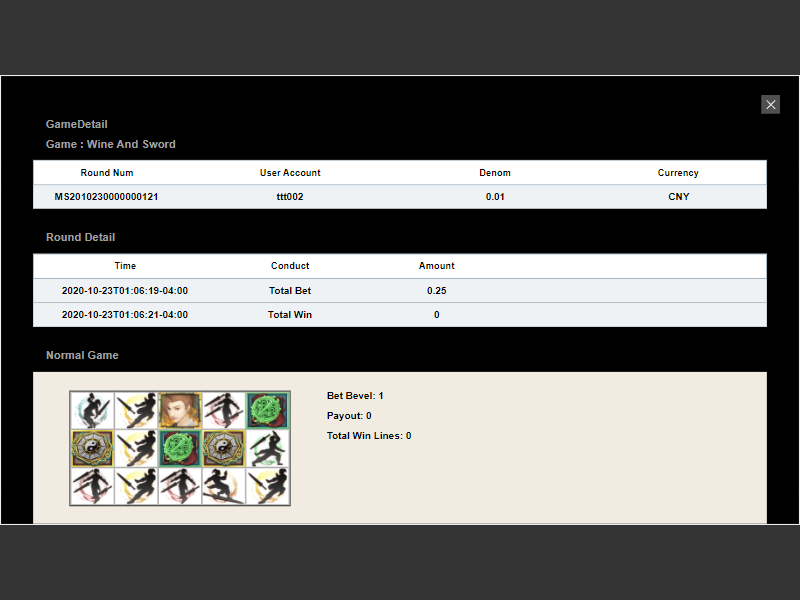 GameDetail
Game : Wine And Sword
Round Num User Account Denom Currency
MS2010230000000121 ttt002 0.01 CNY
Round Detail
Time Conduct Amount
2020-10-23T01:06:19-04:00 Total Bet 0.25
2020-10-23T01:06:21-04:00 Total Win 0
Normal Game
Bet Bevel: 1
Payout: 0
Total Win Lines: 0